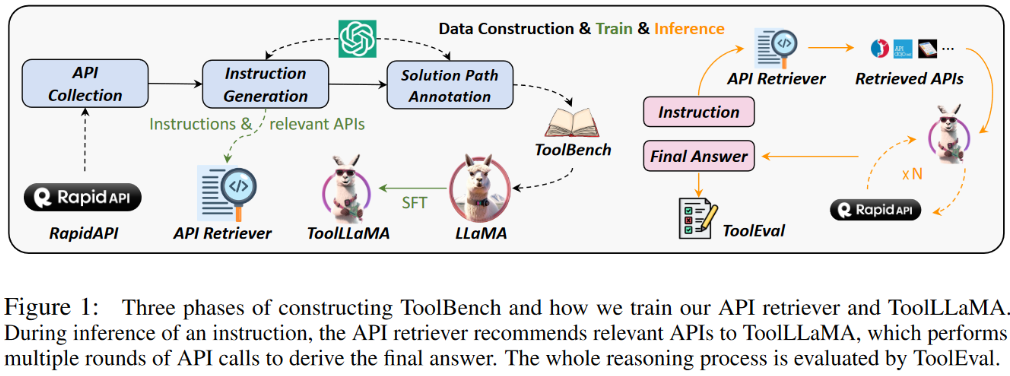 Data Construction & Train & Inference
API
Collection
Instruction
Generation
Solution Path
Annotation
Instructions & relevant APIs
ToolBench
Rapid API
RapidAPI
API Retriever
ToolLLaMA
SFT
LLaMA
API Retriever
Retrieved APIs
...
Instruction
Final Answer
x N
Rapid API
ToolEval
Figure 1: Three phases of constructing ToolBench and how we train our API retriever and ToolLLaMA.
During inference of an instruction, the API retriever recommends relevant APIs to ToolLLaMA, which performs
multiple rounds of API calls to derive the final answer. The whole reasoning process is evaluated by ToolEval.